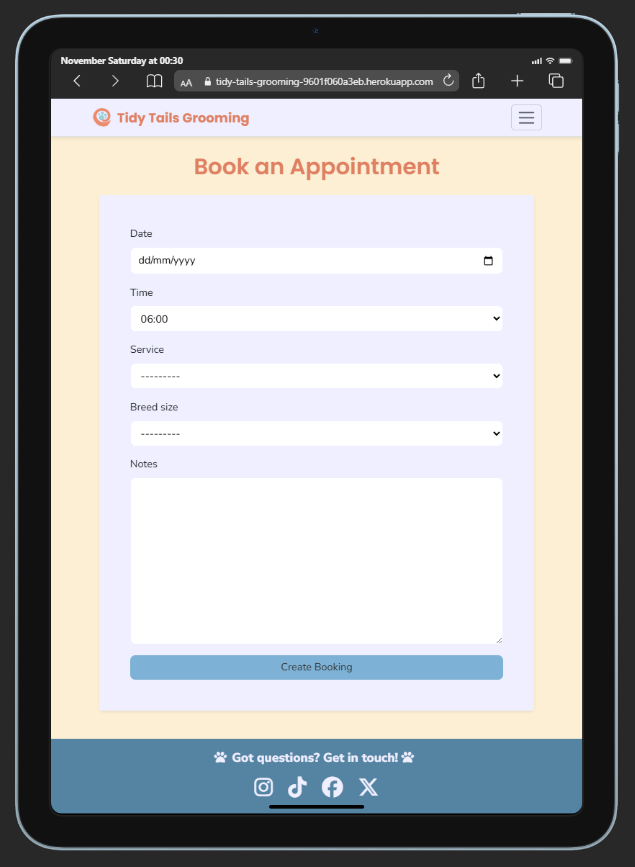 November Saturday at 00:30
AA tidy-tails-grooming-9601f060a3eb.herokuapp.com
Tidy Tails Grooming
Book an Appointment
Date
dd/mm/yyyy
Time
06:00
Service
---------
Breed size
---------
Notes
Create Booking
Got questions? Get in touch!